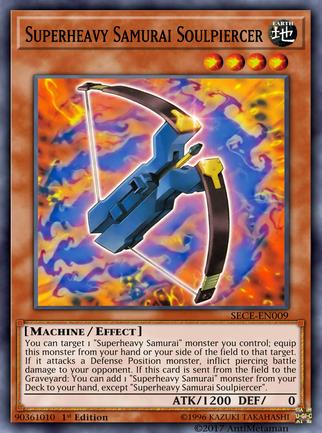 Superheavy Samurai Soulpiercer
EARTH
地
SECE-EN009
[MACHINE / EFFECT]
You can target 1 "Superheavy Samurai" monster you control; equip
this monster from your hand or your side of the field to that target.
If it attacks a Defense Position monster, inflict piercing battle
damage to your opponent. If this card is sent from the field to the
Graveyard: You can add 1 "Superheavy Samurai" monster from your
Deck to your hand, except "Superheavy Samurai Soulpiercer".
ATK/1200 DEF/ 0
90361010 1st Edition ©1996 KAZUKI TAKAHASHI
©2017 AntiMetaman